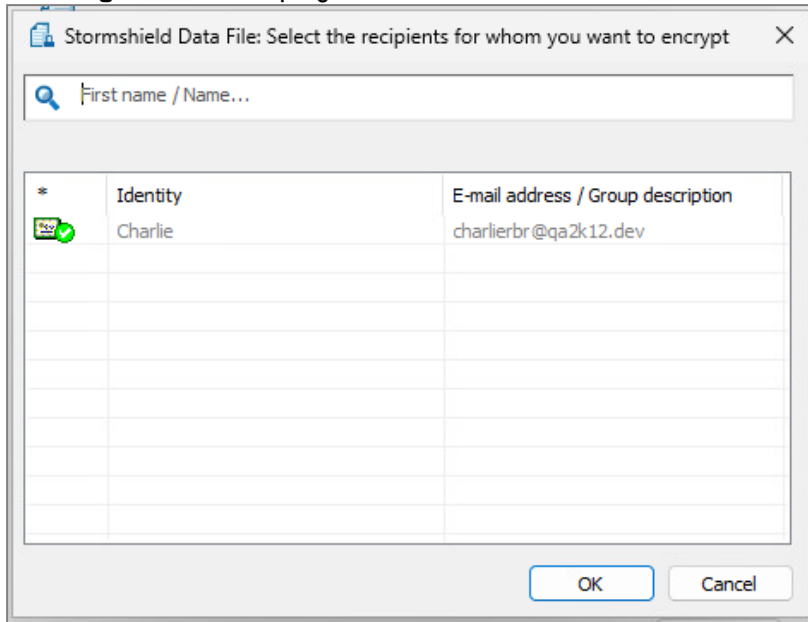 Stormshield Data File: Select the recipients for whom you want to encrypt
First name / Name...
* Identity E-mail address / Group description
Charlie charlierbr@qa2k12.dev
OK Cancel